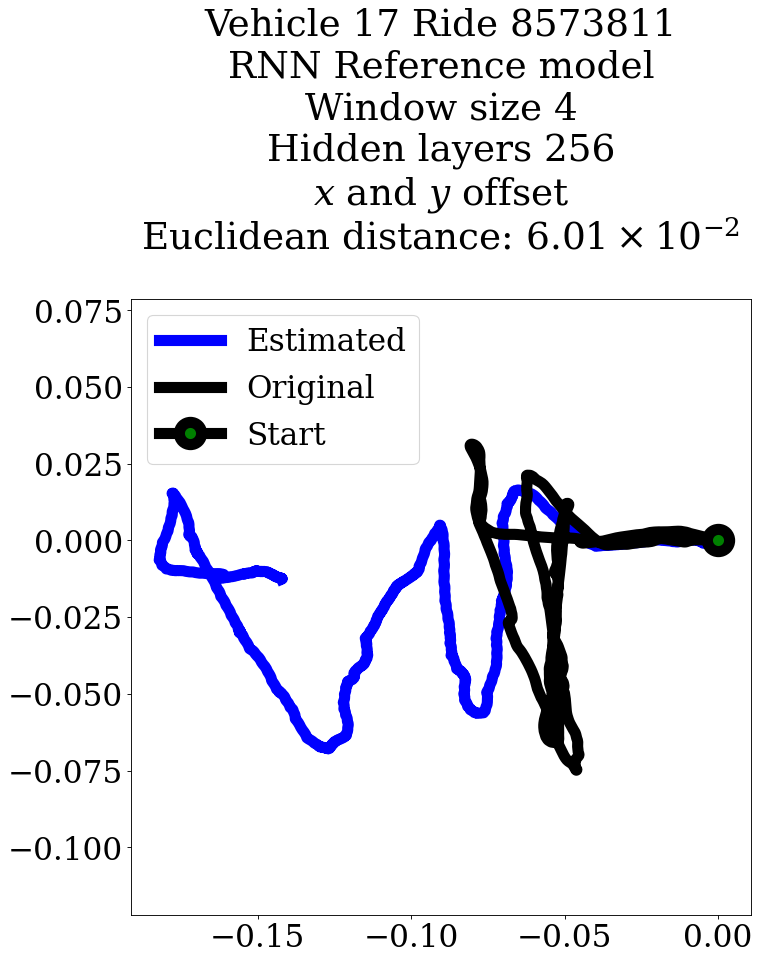 Vehicle 17 Ride 8573811
RNN Reference model
Window size 4
Hidden layers 256
x and y offset
Euclidean distance: 6.01 × 10⁻²
Estimated
Original
Start
0.075
0.050
0.025
0.000
−0.025
−0.050
−0.075
−0.100
−0.15 −0.10 −0.05 0.00